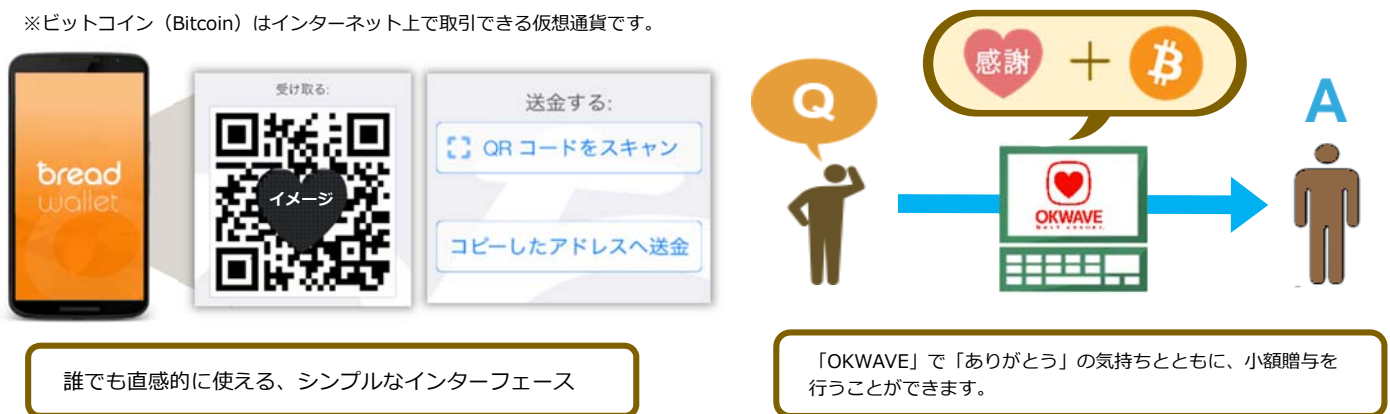 ※ビットコイン（Bitcoin）はインターネット上で取引できる仮想通貨です。
bread
wallet
受け取る:
イメージ
送金する:
QR コードをスキャン
コピーしたアドレスへ送金
誰でも直感的に使える、シンプルなインターフェース
感謝
+
₿
Q
A
OKWAVE
Best answer.
「OKWAVE」で「ありがとう」の気持ちとともに、小額贈与を
行うことができます。